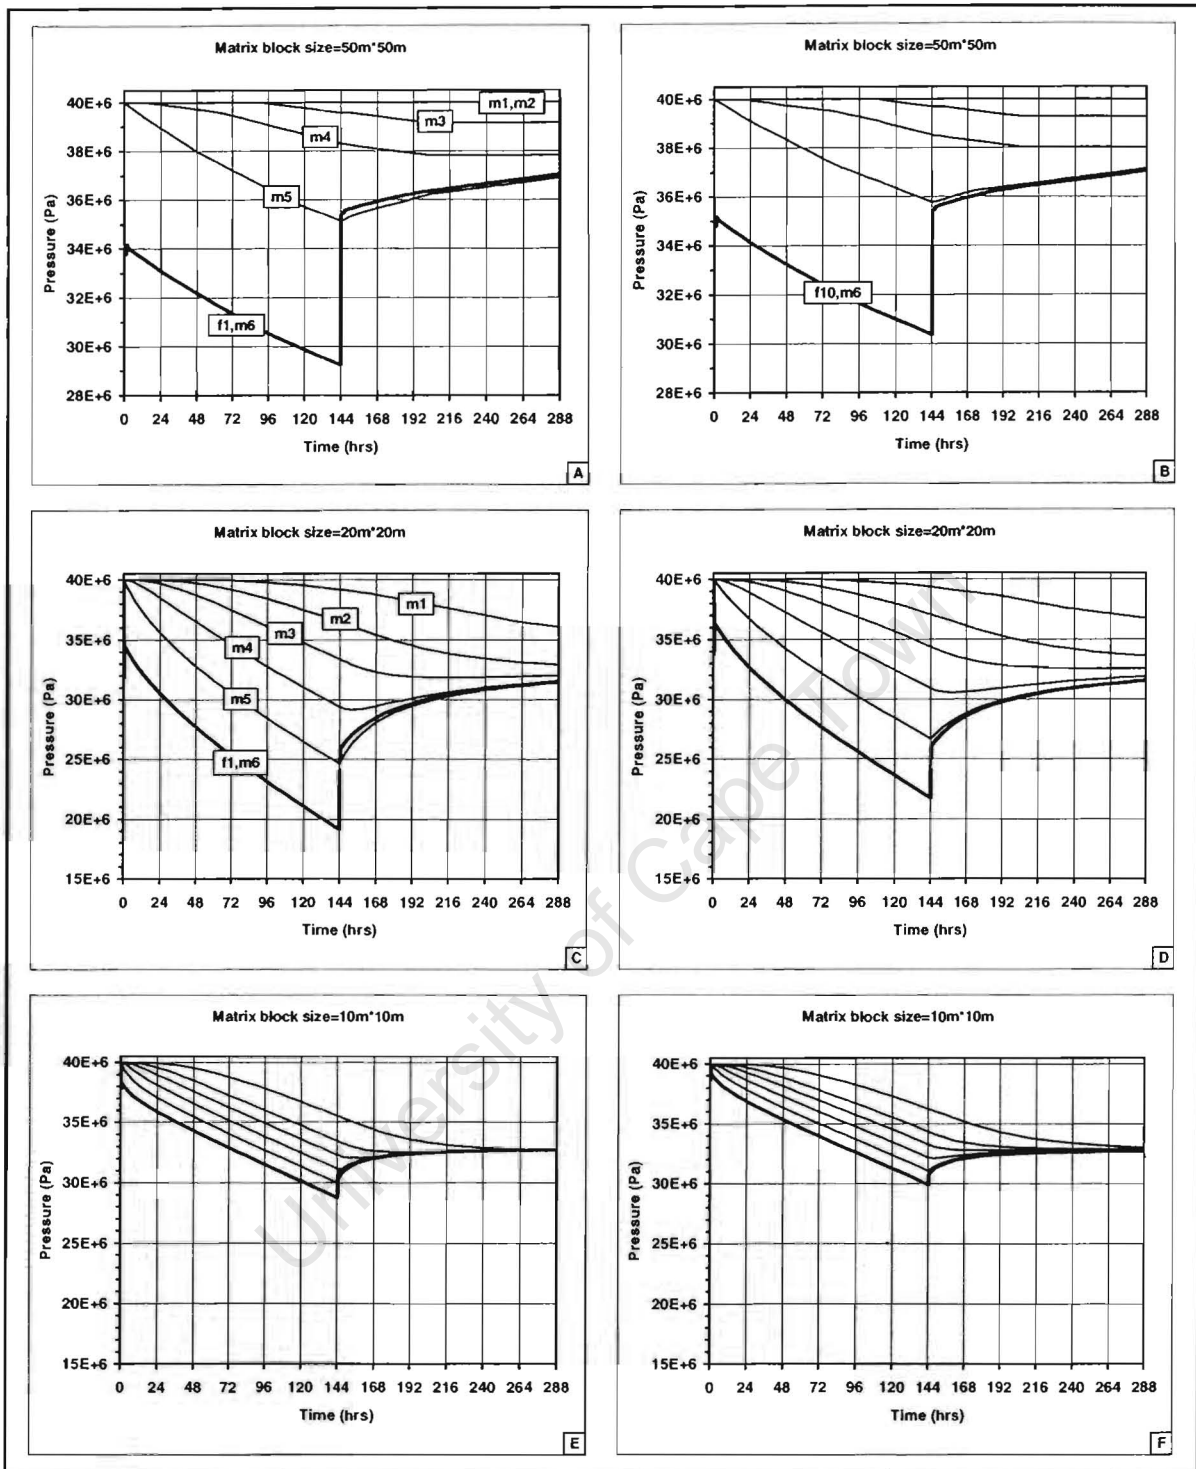 Matrix block size=50m*50m
Pressure (Pa)
40E+6
38E+6
36E+6
34E+6
32E+6
30E+6
28E+6
m1,m2
m3
m4
m5
f1,m6
0 24 48 72 96 120 144 168 192 216 240 264 288
Time (hrs)
A
Matrix block size=50m*50m
Pressure (Pa)
40E+6
38E+6
36E+6
34E+6
32E+6
30E+6
28E+6
f10,m6
0 24 48 72 96 120 144 168 192 216 240 264 288
Time (hrs)
B
Matrix block size=20m*20m
Pressure (Pa)
40E+6
35E+6
30E+6
25E+6
20E+6
15E+6
m1
m2
m3
m4
m5
f1,m6
0 24 48 72 96 120 144 168 192 216 240 264 288
Time (hrs)
C
Matrix block size=20m*20m
Pressure (Pa)
40E+6
35E+6
30E+6
25E+6
20E+6
15E+6
0 24 48 72 96 120 144 168 192 216 240 264 288
Time (hrs)
D
Matrix block size=10m*10m
Pressure (Pa)
40E+6
35E+6
30E+6
25E+6
20E+6
15E+6
0 24 48 72 96 120 144 168 192 216 240 264 288
Time (hrs)
E
Matrix block size=10m*10m
Pressure (Pa)
40E+6
35E+6
30E+6
25E+6
20E+6
15E+6
0 24 48 72 96 120 144 168 192 216 240 264 288
Time (hrs)
F
University of Cape Town